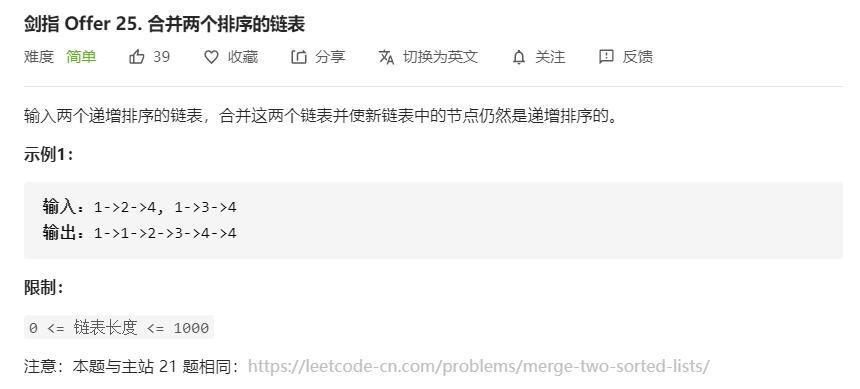 剑指 Offer 25. 合并两个排序的链表
难度 简单 39 收藏 分享 切换为英文 关注 反馈
输入两个递增排序的链表，合并这两个链表并使新链表中的节点仍然是递增排序的。
示例1：
输入：1->2->4, 1->3->4
输出：1->1->2->3->4->4
限制：
0 <= 链表长度 <= 1000
注意：本题与主站 21 题相同：https://leetcode-cn.com/problems/merge-two-sorted-lists/